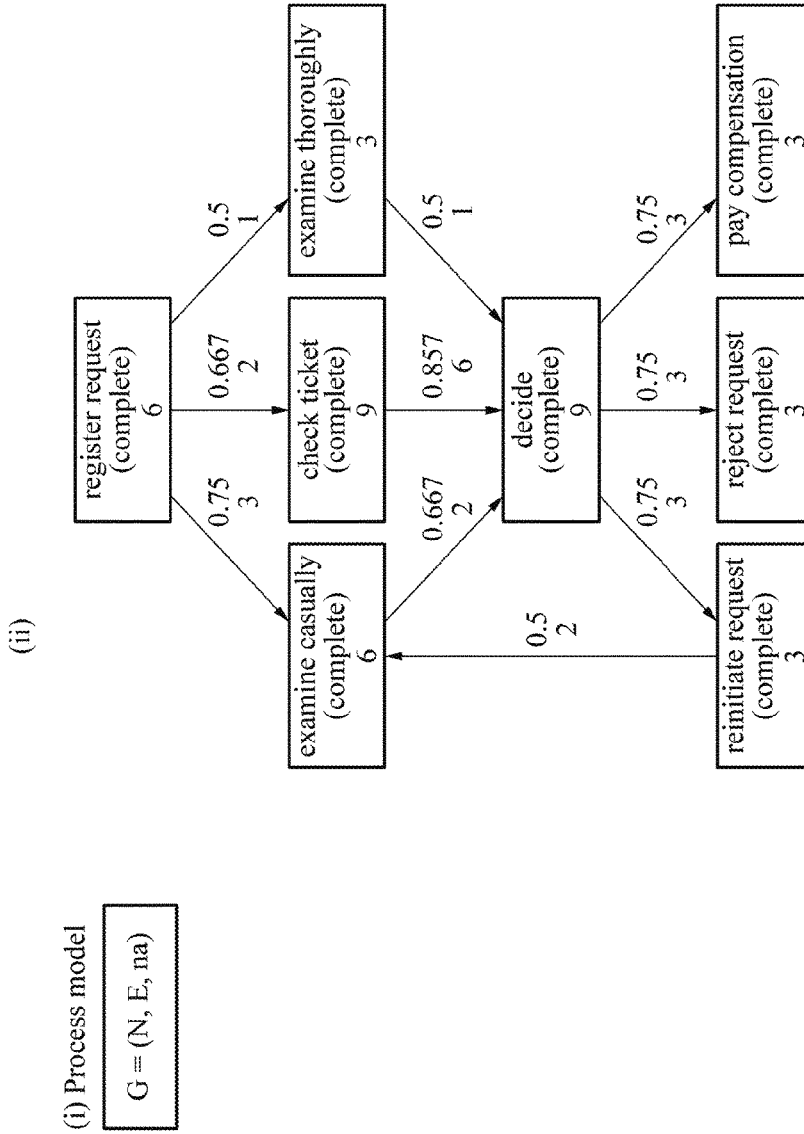 (i) Process model
G = (N, E, na)
(ii)
register request
(complete)
6
0.75
3
0.667
2
0.5
1
examine casually
(complete)
6
check ticket
(complete)
9
examine thoroughly
(complete)
3
0.667
2
0.857
6
0.5
1
0.5
2
decide
(complete)
9
0.75
3
0.75
3
0.75
3
reinitiate request
(complete)
3
reject request
(complete)
3
pay compensation
(complete)
3